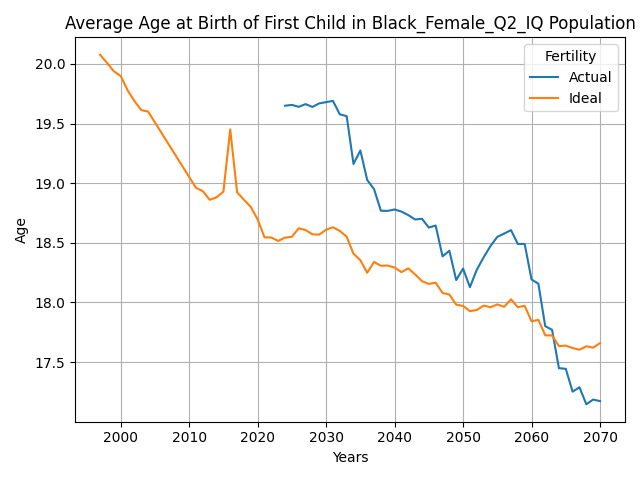 Average Age at Birth of First Child in Black_Female_Q2_IQ Population
Fertility
Actual
Ideal
20.0
19.5
19.0
18.5
18.0
17.5
Age
2000 2010 2020 2030 2040 2050 2060 2070
Years